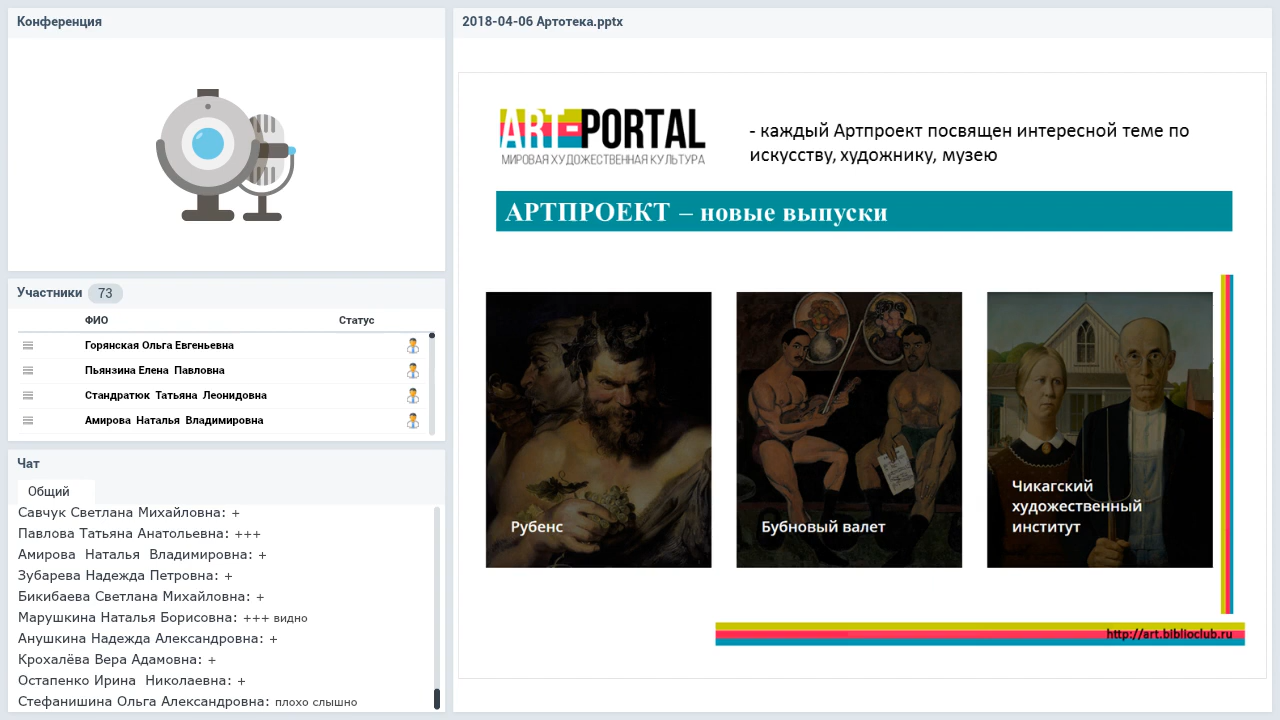 Конференция
Участники 73
ФИО Статус
Горянская Ольга Евгеньевна
Пьянзина Елена Павловна
Стандратюк Татьяна Леонидовна
Амирова Наталья Владимировна
Чат
Общий
Савчук Светлана Михайловна: +
Павлова Татьяна Анатольевна: +++
Амирова Наталья Владимировна: +
Зубарева Надежда Петровна: +
Бикибаева Светлана Михайловна: +
Марушкина Наталья Борисовна: +++ видно
Анушкина Надежда Александровна: +
Крохалёва Вера Адамовна: +
Остапенко Ирина Николаевна: +
Стефанишина Ольга Александровна: плохо слышно
2018-04-06 Артотека.pptx
ART-PORTAL
МИРОВАЯ ХУДОЖЕСТВЕННАЯ КУЛЬТУРА
- каждый Артпроект посвящен интересной теме по
искусству, художнику, музею
АРТПРОЕКТ – новые выпуски
Рубенс
Бубновый валет
Чикагский
художественный
институт
http://art.biblioclub.ru